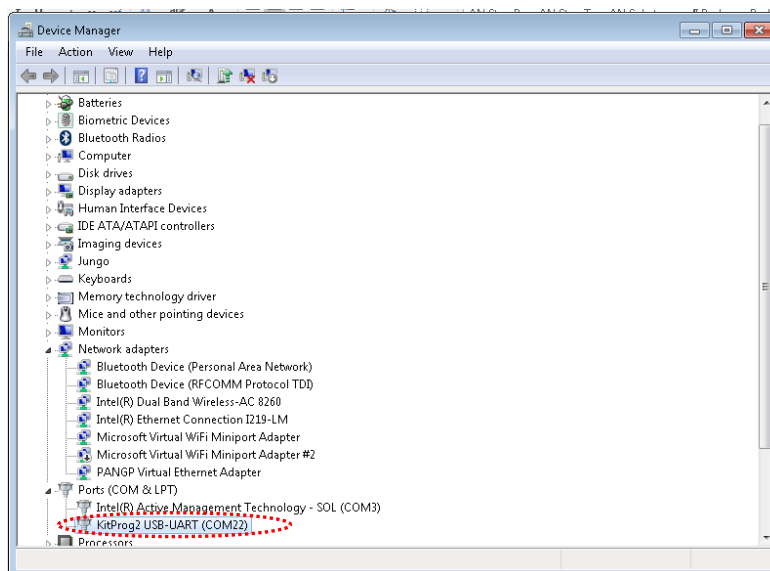 Device Manager
File Action View Help
Batteries
Biometric Devices
Bluetooth Radios
Computer
Disk drives
Display adapters
Human Interface Devices
IDE ATA/ATAPI controllers
Imaging devices
Jungo
Keyboards
Memory technology driver
Mice and other pointing devices
Monitors
Network adapters
Bluetooth Device (Personal Area Network)
Bluetooth Device (RFCOMM Protocol TDI)
Intel(R) Dual Band Wireless-AC 8260
Intel(R) Ethernet Connection I219-LM
Microsoft Virtual WiFi Miniport Adapter
Microsoft Virtual WiFi Miniport Adapter #2
PANGP Virtual Ethernet Adapter
Ports (COM & LPT)
Intel(R) Active Management Technology - SOL (COM3)
KitProg2 USB-UART (COM22)
Processors